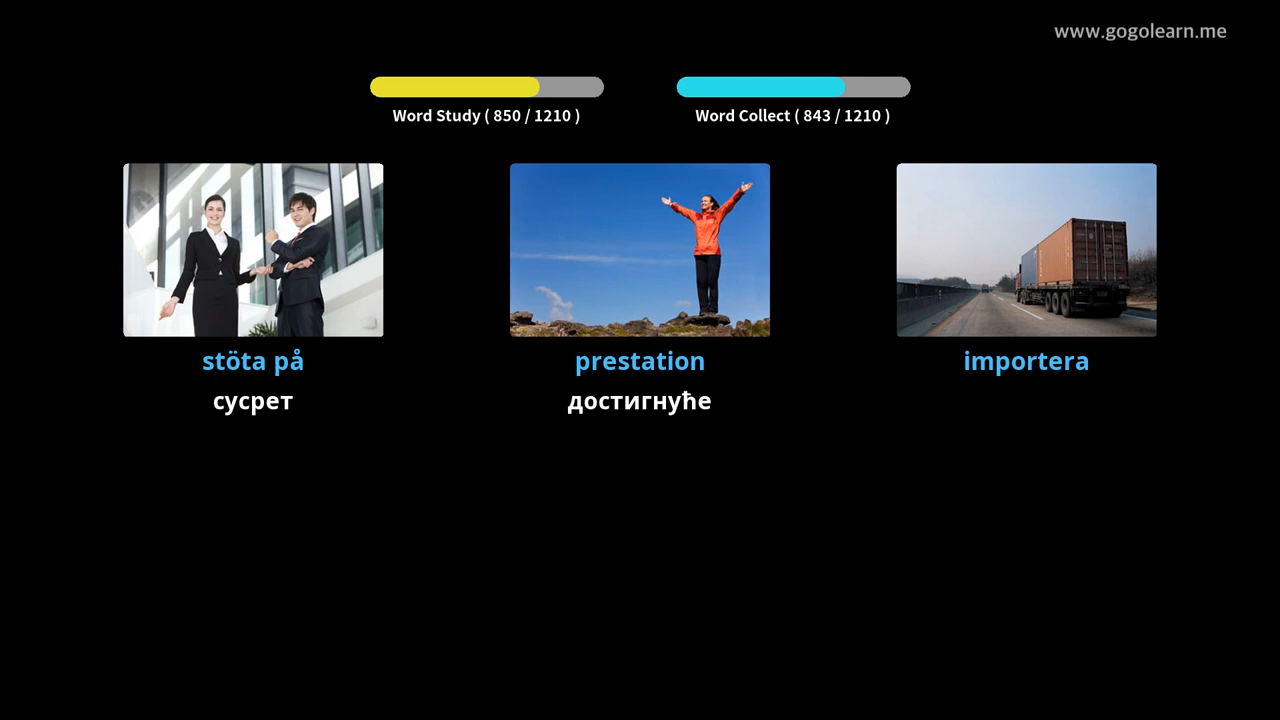 www.gogolearn.me
Word Study ( 850 / 1210 )
Word Collect ( 843 / 1210 )
stöta på
сусрет
prestation
достигнуће
importera